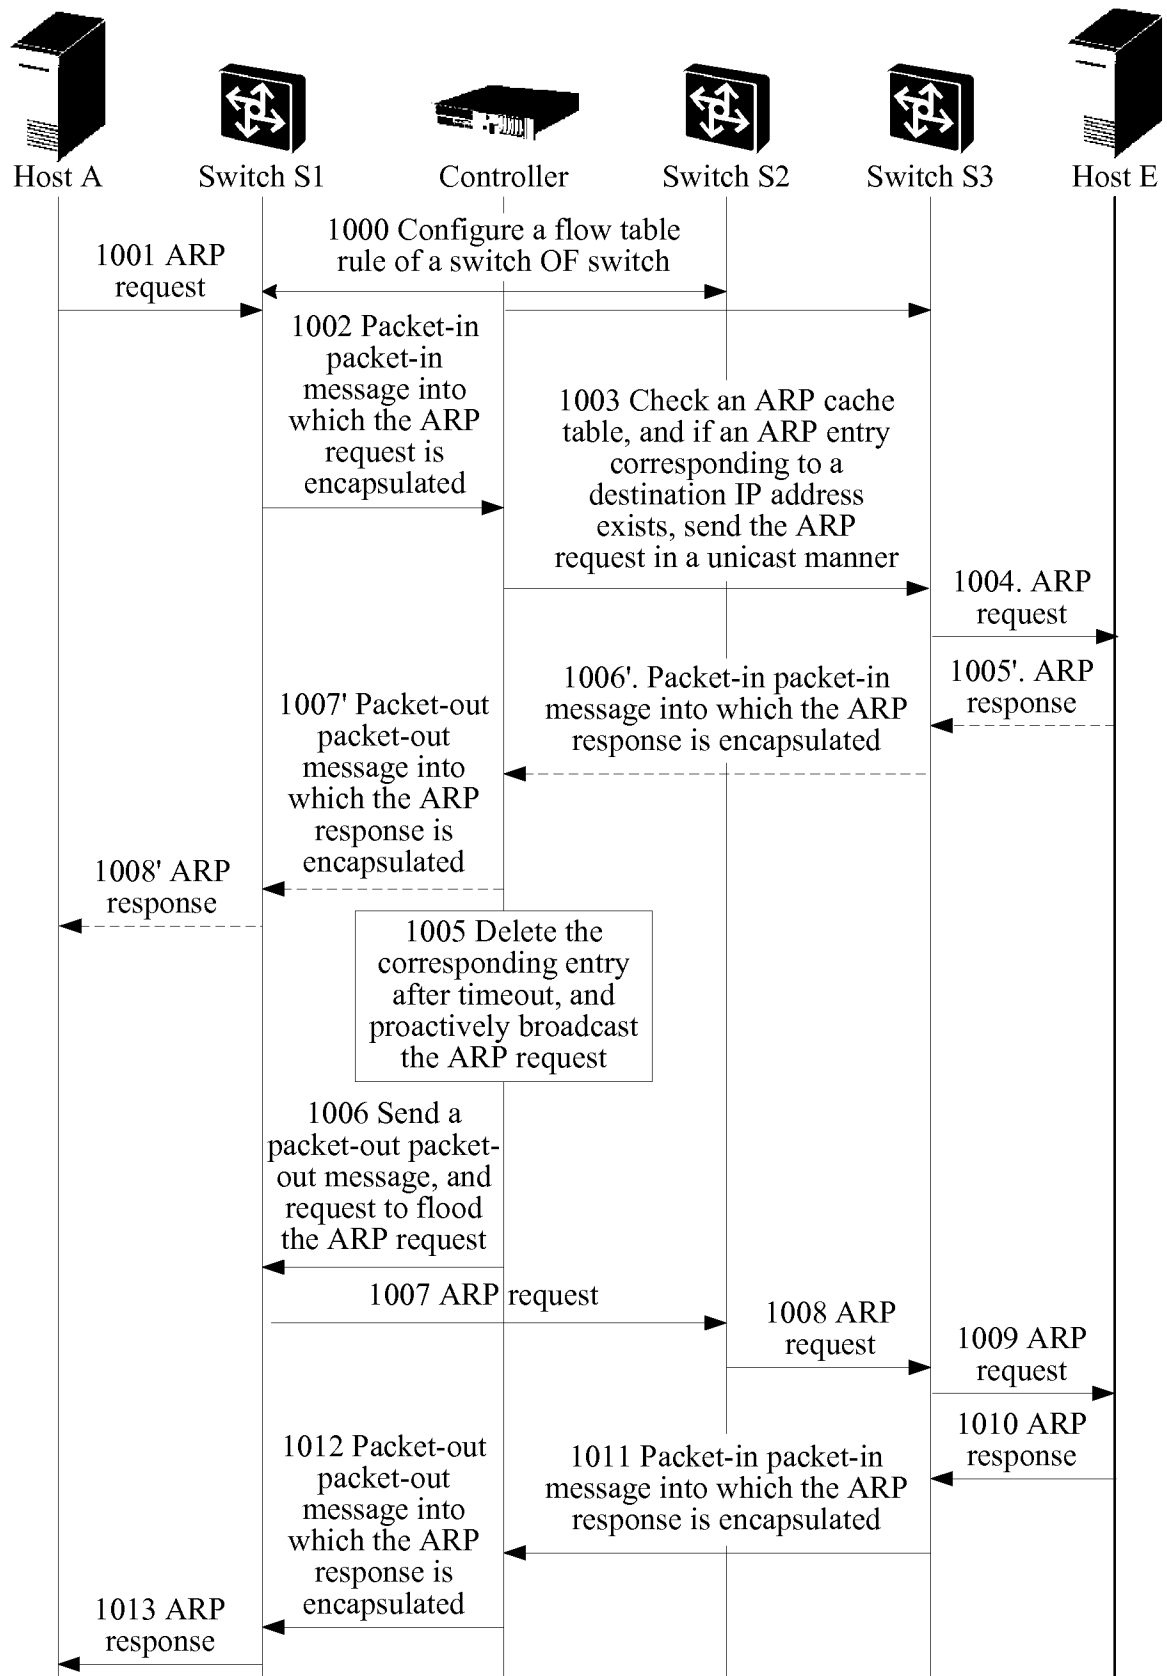 Host A
Switch S1
Controller
Switch S2
Switch S3
Host E
1000 Configure a flow table
rule of a switch OF switch
1001 ARP
request
1002 Packet-in
packet-in
message into
which the ARP
request is
encapsulated
1003 Check an ARP cache
table, and if an ARP entry
corresponding to a
destination IP address
exists, send the ARP
request in a unicast manner
1004. ARP
request
1005'. ARP
response
1006'. Packet-in packet-in
message into which the ARP
response is encapsulated
1007' Packet-out
packet-out
message into
which the ARP
response is
encapsulated
1008' ARP
response
1005 Delete the
corresponding entry
after timeout, and
proactively broadcast
the ARP request
1006 Send a
packet-out packet-
out message, and
request to flood
the ARP request
1007 ARP request
1008 ARP
request
1009 ARP
request
1010 ARP
response
1011 Packet-in packet-in
message into which the ARP
response is encapsulated
1012 Packet-out
packet-out
message into
which the ARP
response is
encapsulated
1013 ARP
response